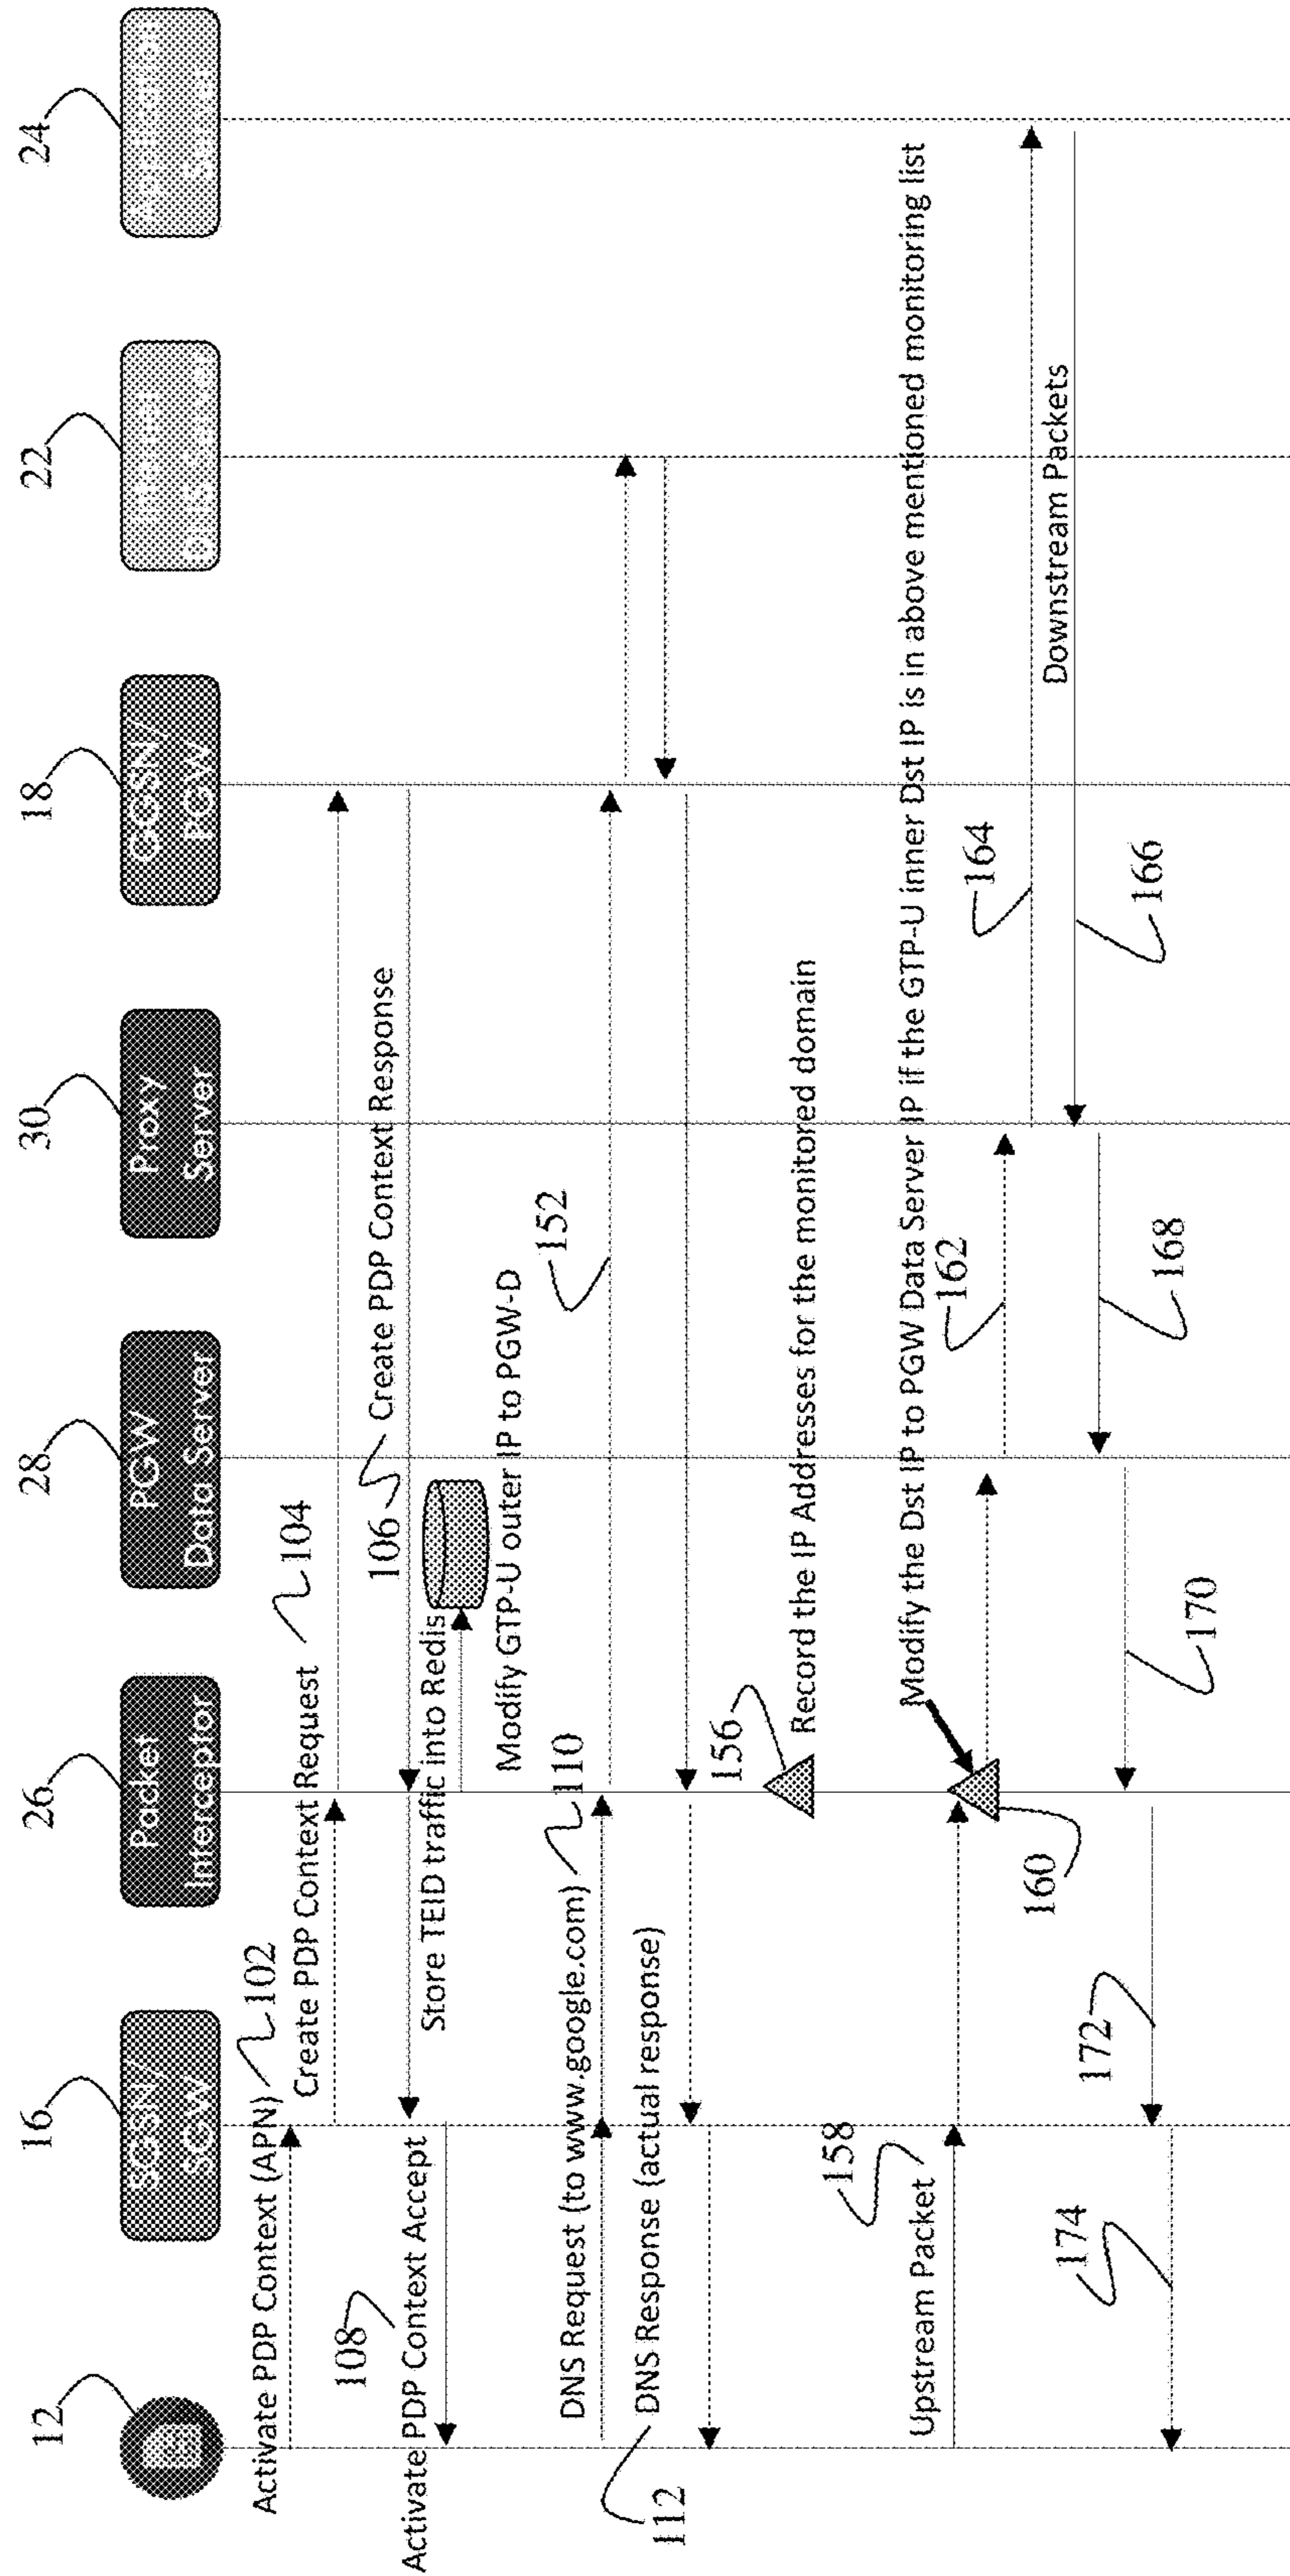 12
16
26
28
30
18
22
24
SGSN/
SGW
Packet
Interceptor
PGW
Data Server
Proxy
Server
GGSN/
PGW
DNS Server
Server
Activate PDP Context (APN)
102
Create PDP Context Request
104
106
Create PDP Context Response
108
Activate PDP Context Accept
Store TEID traffic into Redis
Modify GTP-U outer IP to PGW-D
DNS Request (to www.google.com)
110
152
112
DNS Response (actual response)
156
Record the IP Addresses for the monitored domain
158
Upstream Packet
Modify the Dst IP to PGW Data Server IP if the GTP-U inner Dst IP is in above mentioned monitoring list
160
162
164
Downstream Packets
166
168
170
172
174